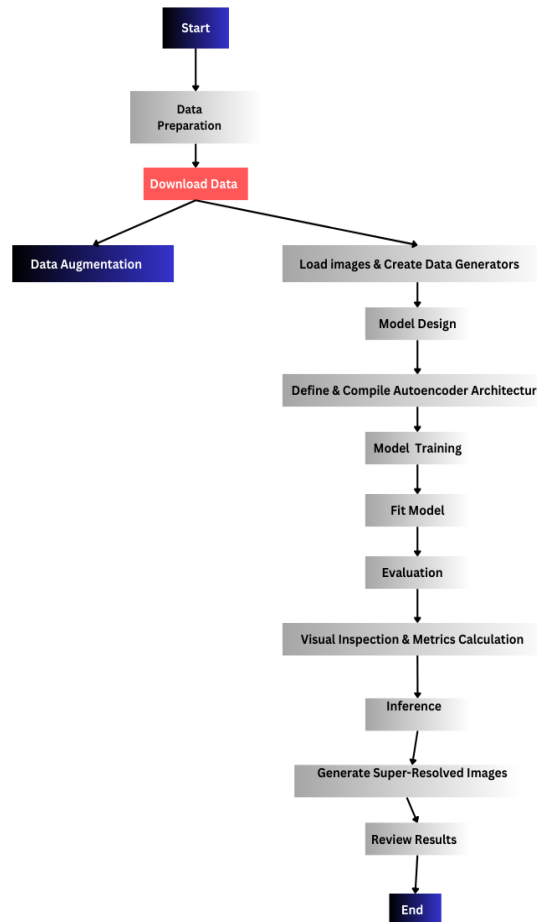 Start
Data
Preparation
Download Data
Data Augmentation
Load images & Create Data Generators
Model Design
Define & Compile Autoencoder Architectur
Model Training
Fit Model
Evaluation
Visual Inspection & Metrics Calculation
Inference
Generate Super-Resolved Images
Review Results
End